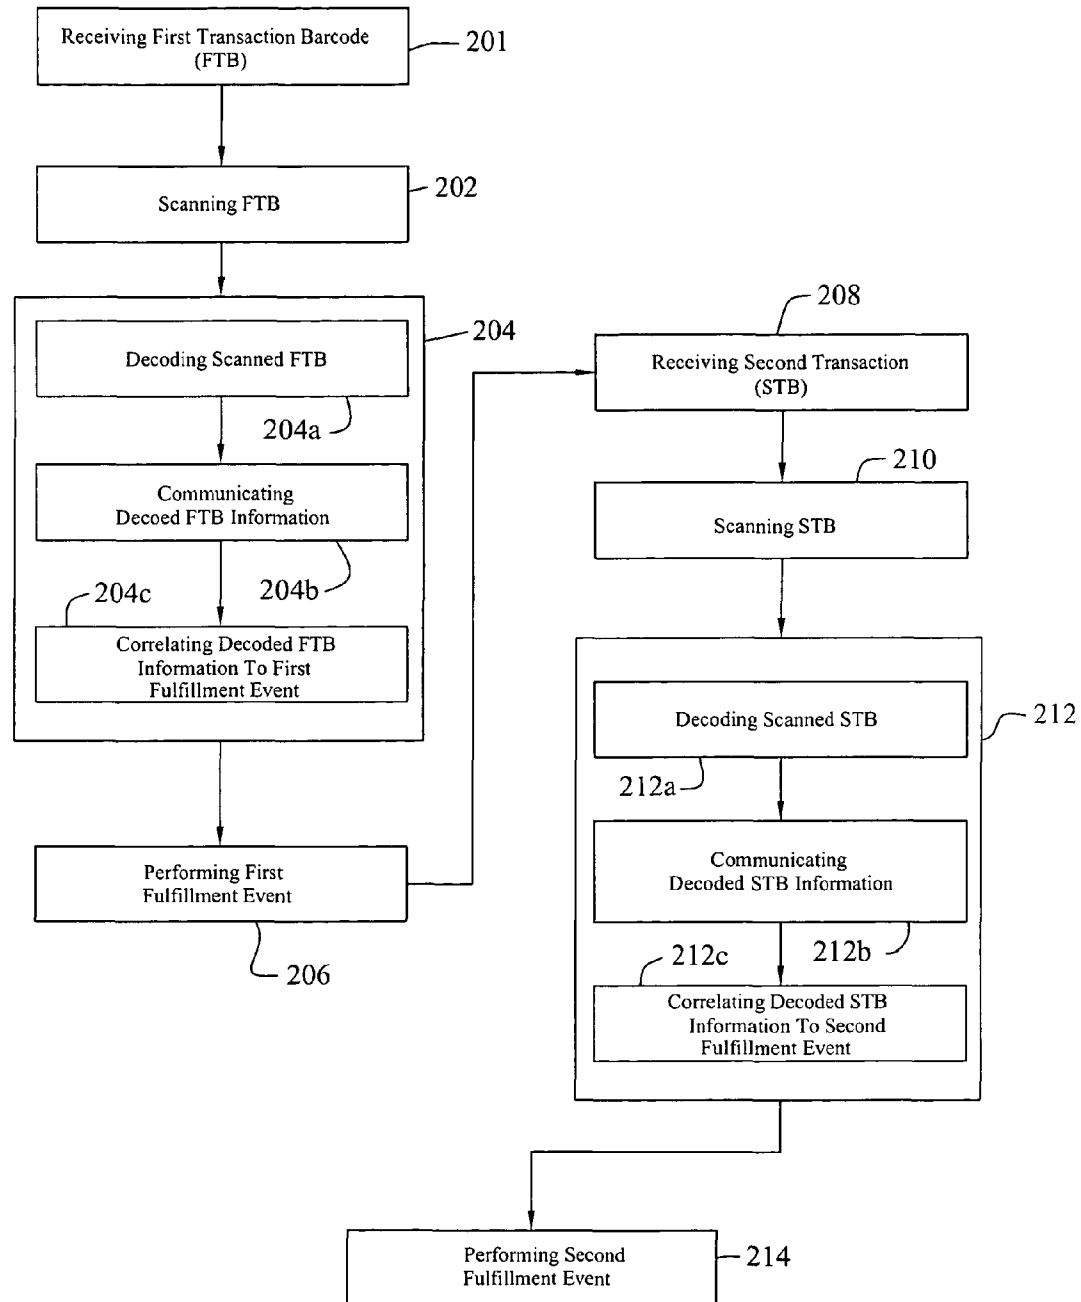 Receiving First Transaction Barcode
(FTB)
201
Scanning FTB
202
204
Decoding Scanned FTB
204a
Communicating
Decoed FTB Information
204b
204c
Correlating Decoded FTB
Information To First
Fulfillment Event
Performing First
Fulfillment Event
206
208
Receiving Second Transaction
(STB)
210
Scanning STB
212
Decoding Scanned STB
212a
Communicating
Decoded STB Information
212b
212c
Correlating Decoded STB
Information To Second
Fulfillment Event
Performing Second
Fulfillment Event
214